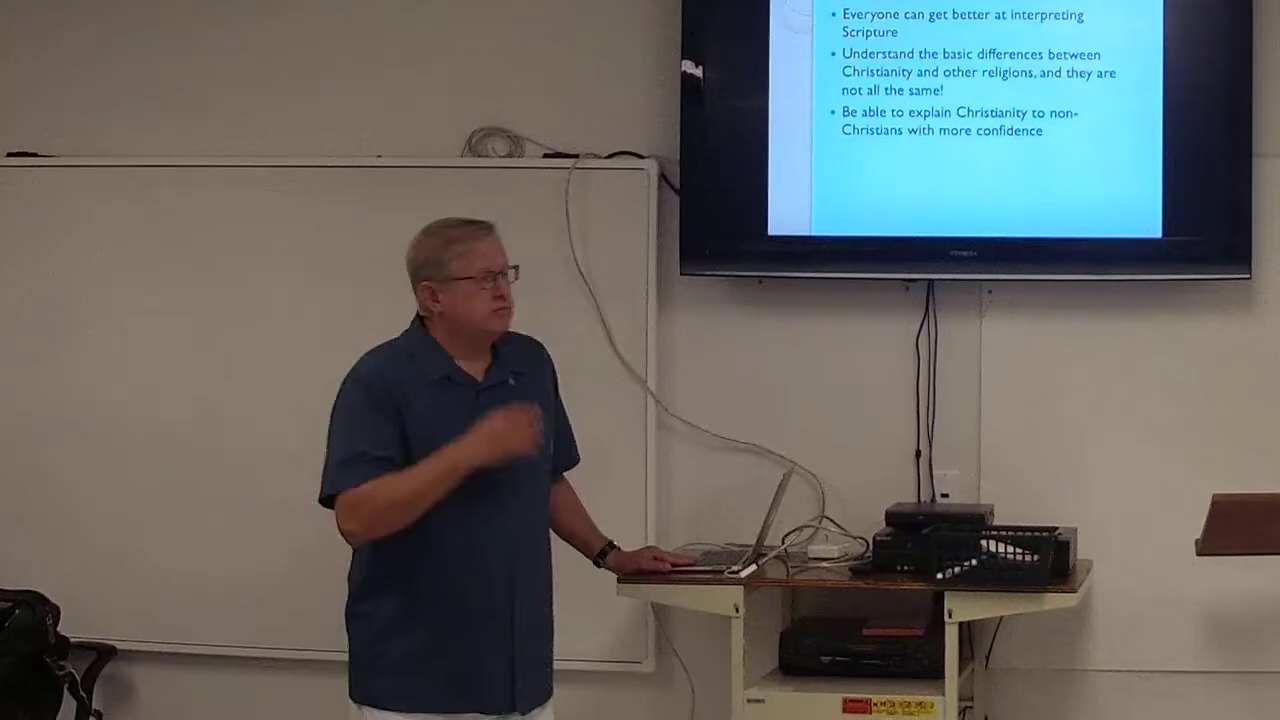 • Everyone can get better at interpreting
Scripture
• Understand the basic differences between
Christianity and other religions, and they are
not all the same!
• Be able to explain Christianity to non-
Christians with more confidence